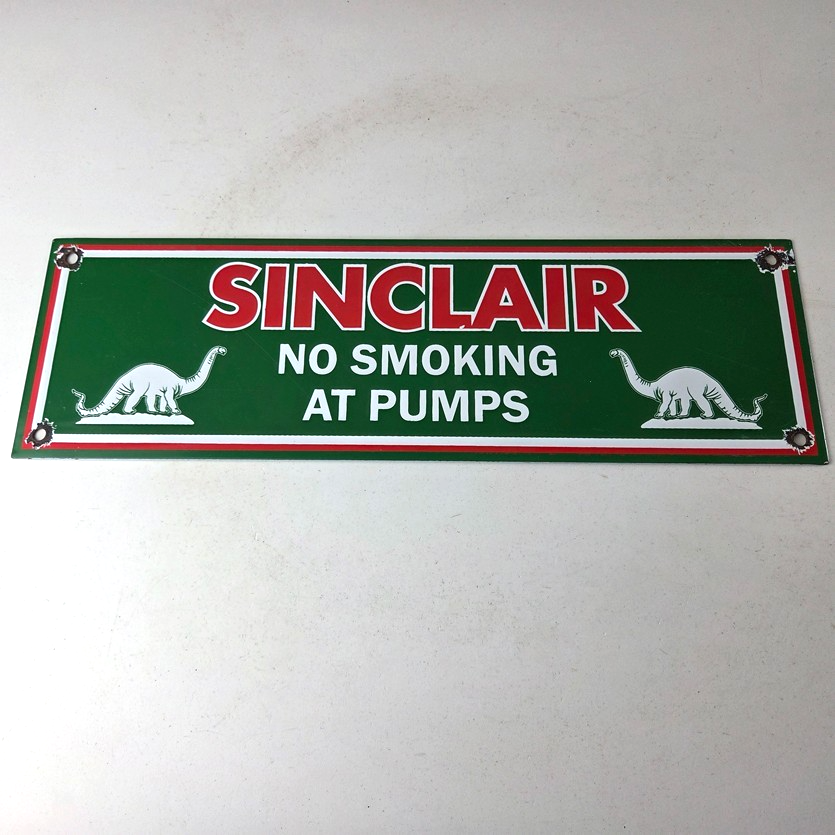 SINCLAIR
NO SMOKING
AT PUMPS